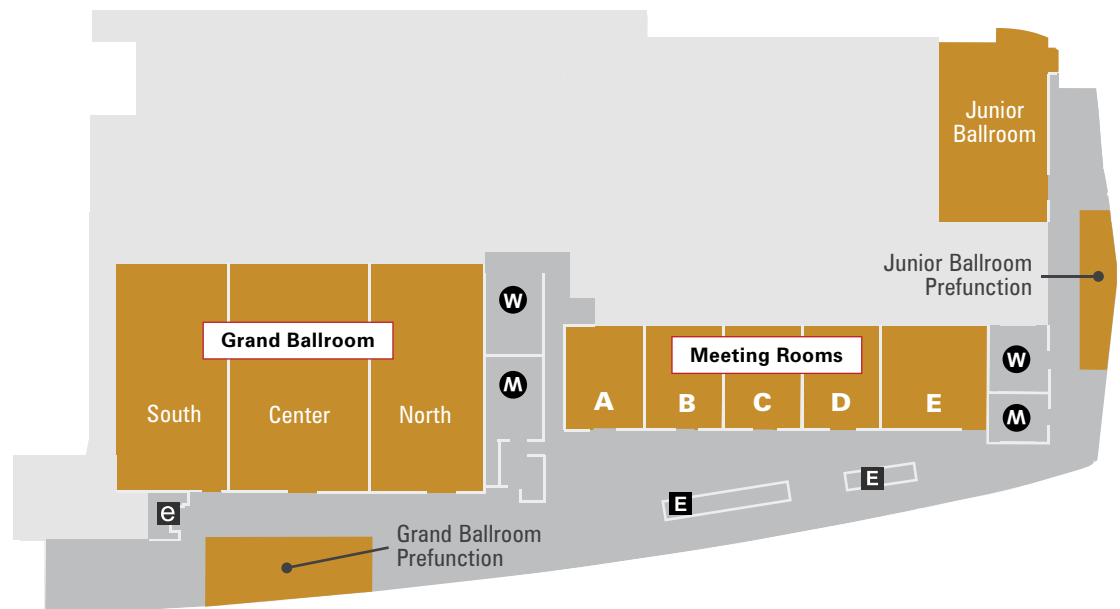 Junior
Ballroom
Junior Ballroom
Prefunction
W
Grand Ballroom
Meeting Rooms
W
M
South
Center
North
A
B
C
D
E
M
E
E
e
Grand Ballroom
Prefunction